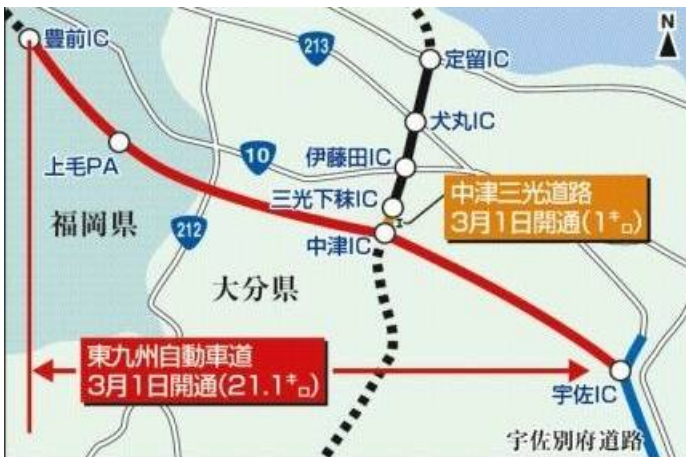 豊前IC
N
213
定留IC
犬丸IC
上毛PA
10
伊藤田IC
三光下秣IC
中津三光道路
3月1日開通(1㌔)
福岡県
212
中津IC
大分県
東九州自動車道
3月1日開通(21.1㌔)
宇佐IC
宇佐別府道路